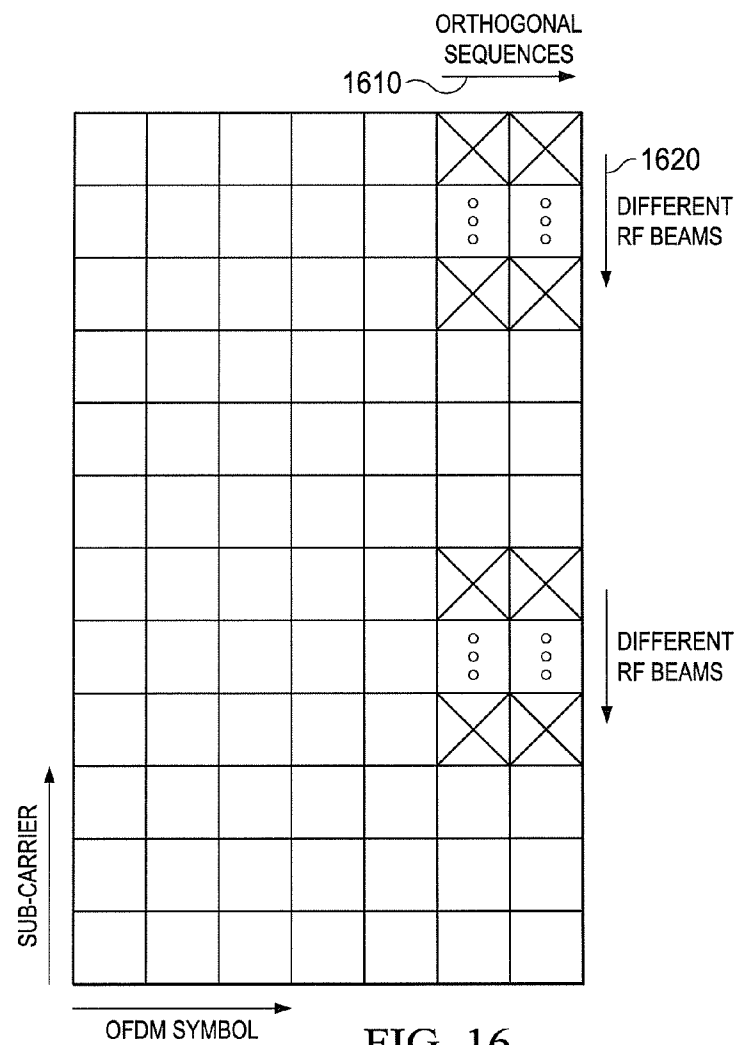 ORTHOGONAL
SEQUENCES
1610
1620
DIFFERENT
RF BEAMS
DIFFERENT
RF BEAMS
SUB-CARRIER
OFDM SYMBOL
FIG. 16